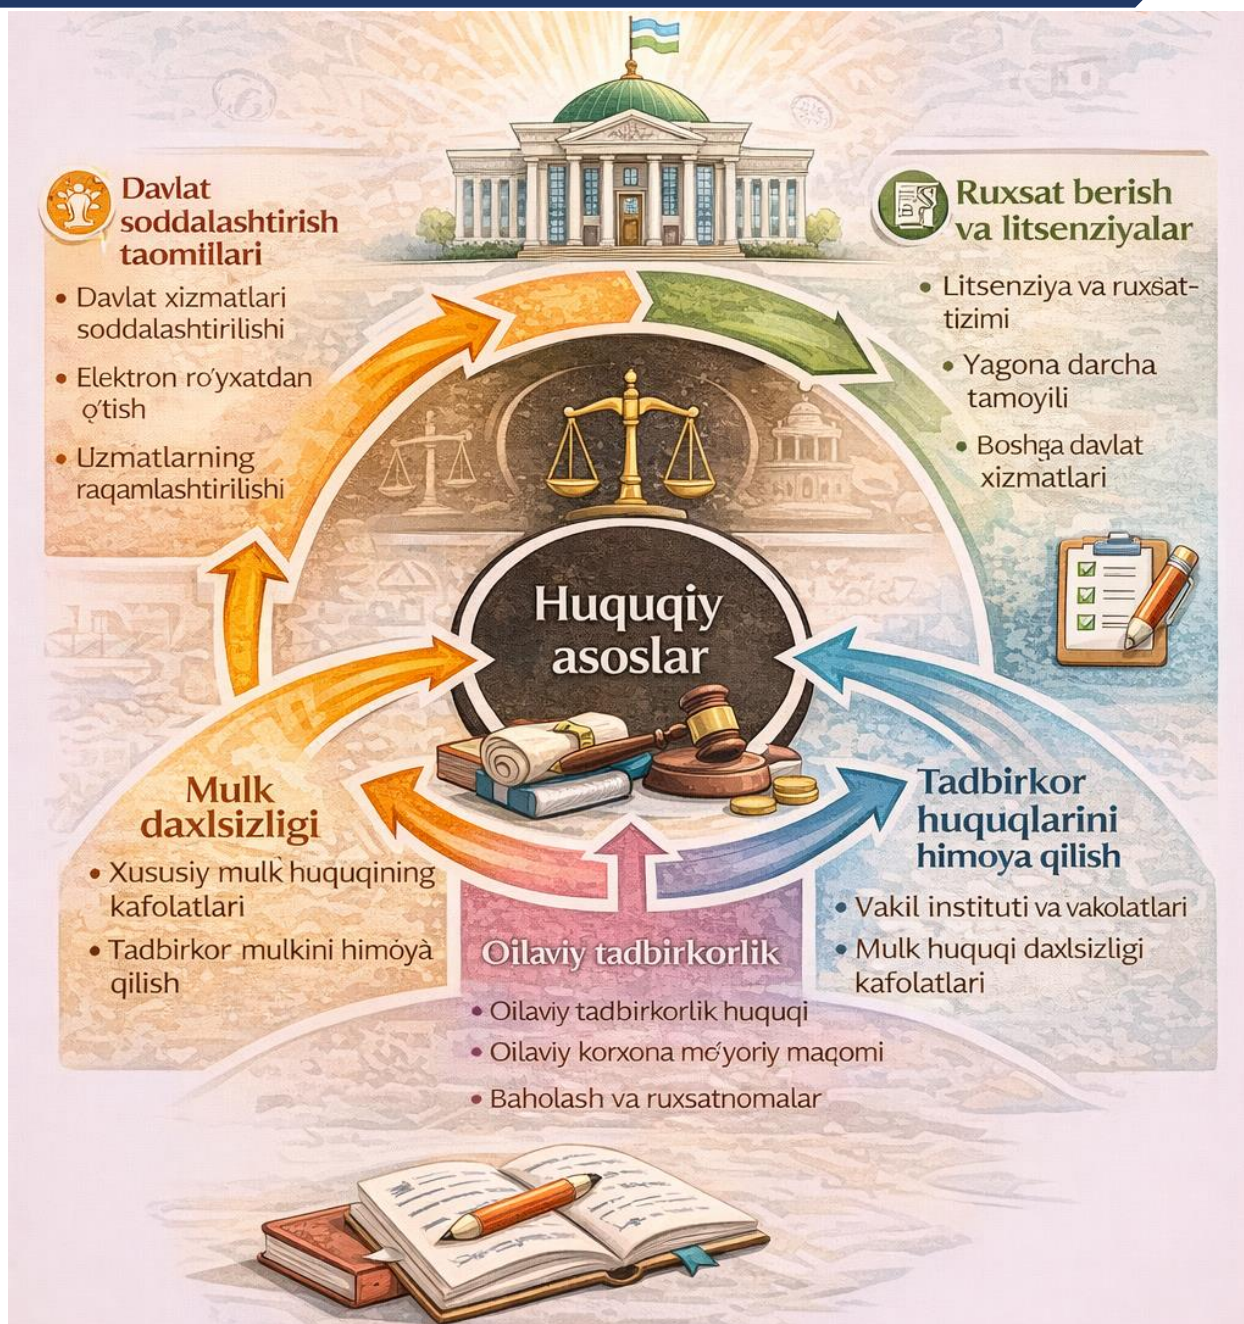 Davlat
soddalashtirish
taomillari
• Davlat xizmatlari
soddalashtirilishi
• Elektron ro'yxatdan
o'tish
• Uzmatlarning
raqamlashtirilishi
Ruxsat berish
va litsenziyalar
• Litsenziya va ruxsat-
tizimi
• Yagona darcha
tamoyili
• Boshga davlat
xizmatlari
Huquqiy
asoslar
Mulk
daxlsizligi
• Xususiy mulk huquqining
kafolatlari
• Tadbirkor mulkini himoyà
qilish
Oilaviy tadbirkorlik
• Oilaviy tadbirkorlik huquqi
• Oilaviy korxona me'yoriy maqomi
• Baholash va ruxsatnomalar
Tadbirkor
huquqlarini
himoya qilish
• Vakil instituti va vakolatlari
• Mulk huquqi daxlsizligi
kafolatlari